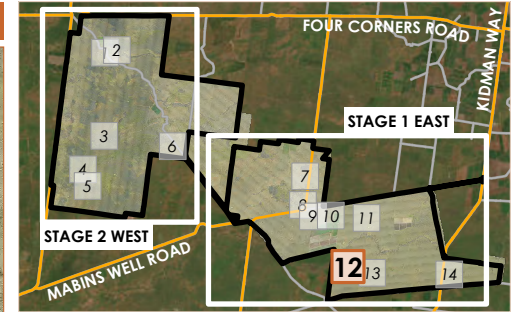 FOUR CORNERS ROAD
KIDMAN WAY
2
STAGE 1 EAST
3
6
7
4
5
8
9
10
11
STAGE 2 WEST
MABINS WELL ROAD
12
13
14